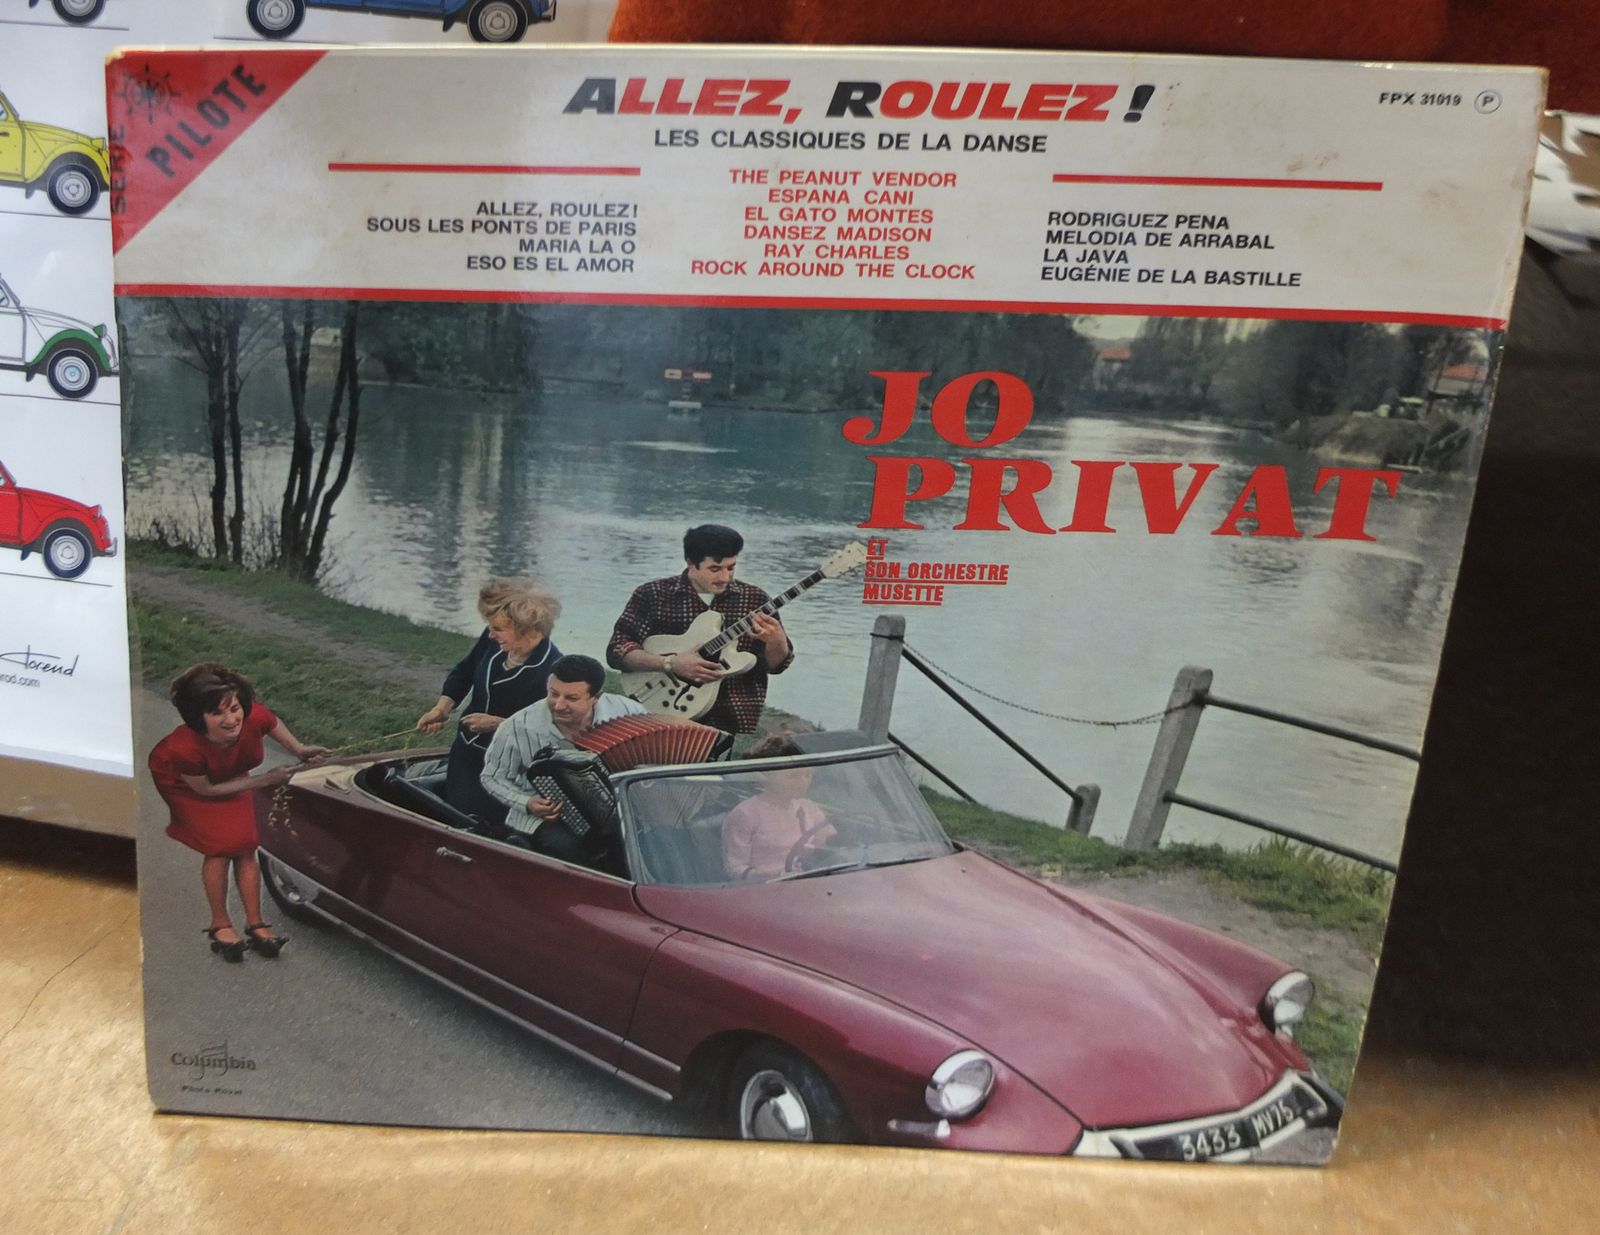 SERIE
PILOTE
ALLEZ, ROULEZ !
FPX 31019 P
LES CLASSIQUES DE LA DANSE
ALLEZ, ROULEZ !
SOUS LES PONTS DE PARIS
MARIA LA O
ESO ES EL AMOR
THE PEANUT VENDOR
ESPANA CANI
EL GATO MONTES
DANSEZ MADISON
RAY CHARLES
ROCK AROUND THE CLOCK
RODRIGUEZ PENA
MELODIA DE ARRABAL
LA JAVA
EUGÉNIE DE LA BASTILLE
JO
PRIVAT
ET
SON ORCHESTRE
MUSETTE
Columbia
3433 MV75